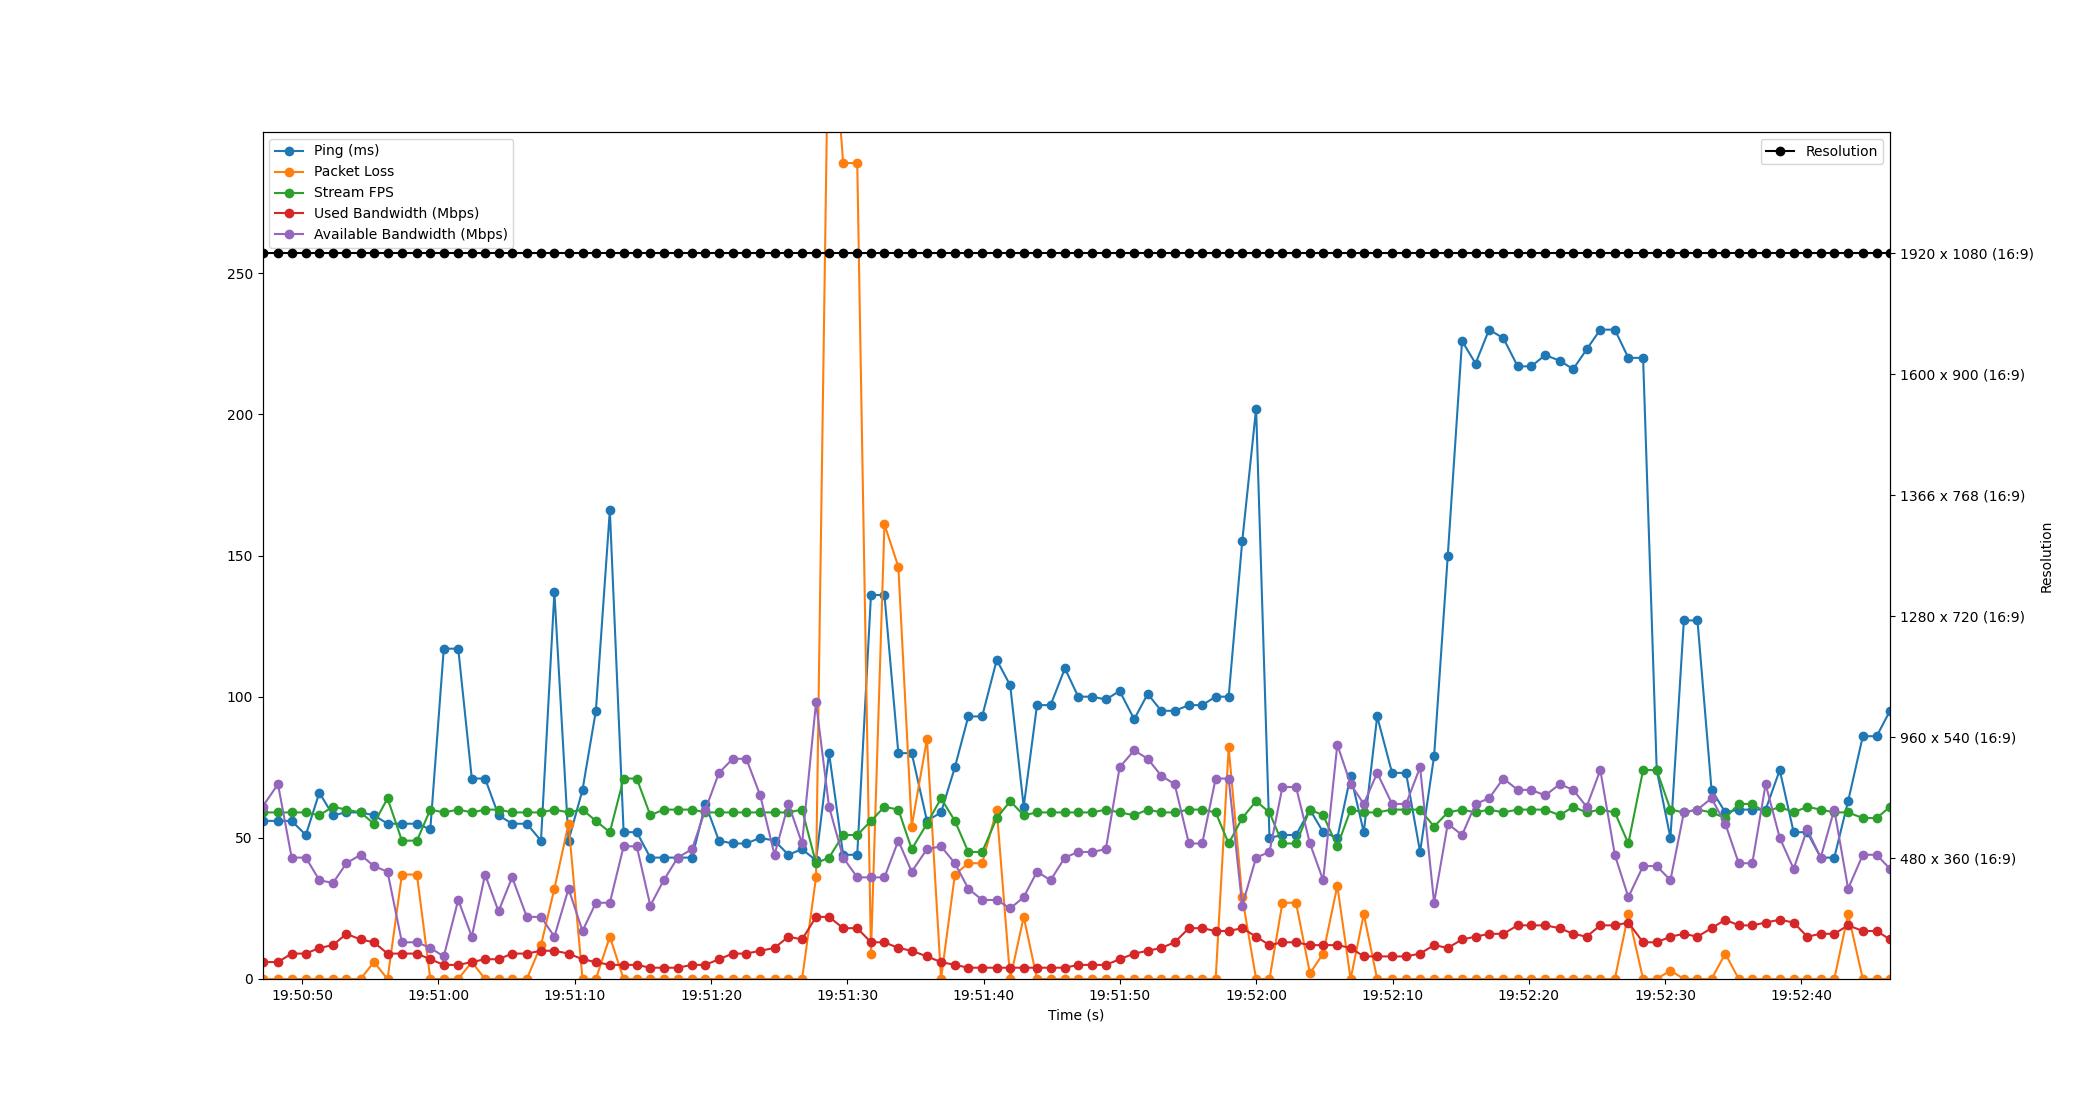 Ping (ms)
Packet Loss
Stream FPS
Used Bandwidth (Mbps)
Available Bandwidth (Mbps)
Resolution
250
200
150
100
50
0
1920 x 1080 (16:9)
1600 x 900 (16:9)
1366 x 768 (16:9)
1280 x 720 (16:9)
960 x 540 (16:9)
480 x 360 (16:9)
Resolution
19:50:50 19:51:00 19:51:10 19:51:20 19:51:30 19:51:40 19:51:50 19:52:00 19:52:10 19:52:20 19:52:30 19:52:40
Time (s)